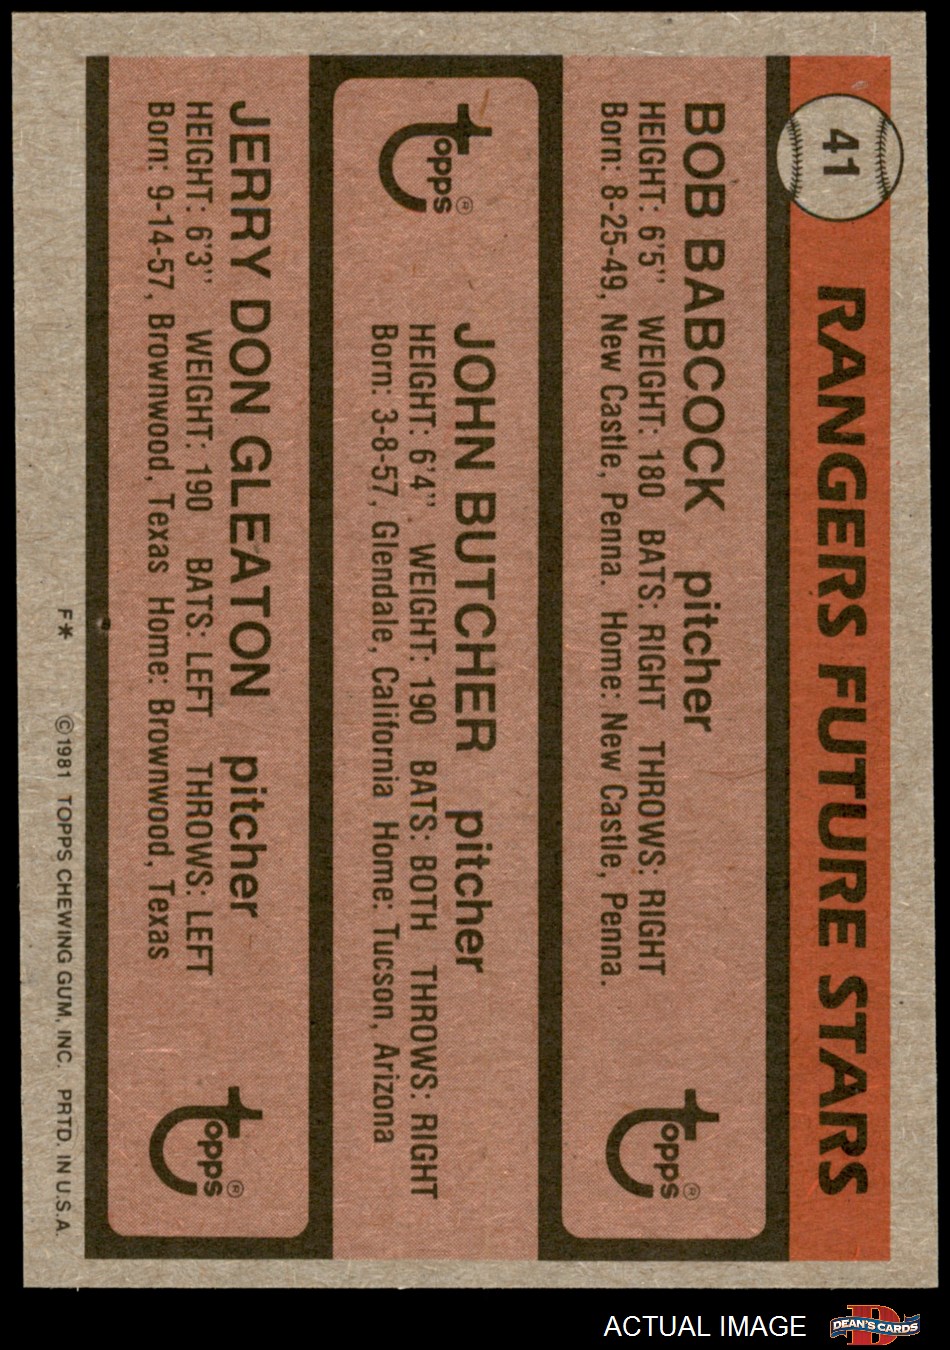 41
RANGERS FUTURE STARS
BOB BABCOCK pitcher
HEIGHT: 6'5" WEIGHT: 180 BATS: RIGHT THROWS: RIGHT
Born: 8-25-49, New Castle, Penna. Home: New Castle, Penna.
topps®
topps®
JOHN BUTCHER pitcher
HEIGHT: 6'4" WEIGHT: 190 BATS: BOTH THROWS: RIGHT
Born: 3-8-57, Glendale, California Home: Tucson, Arizona
JERRY DON GLEATON pitcher
HEIGHT: 6'3" WEIGHT: 190 BATS: LEFT THROWS: LEFT
Born: 9-14-57, Brownwood, Texas Home: Brownwood, Texas
topps®
F* ©1981 TOPPS CHEWING GUM, INC. PRTD. IN U.S.A.
ACTUAL IMAGE
D
DEAN'S CARDS